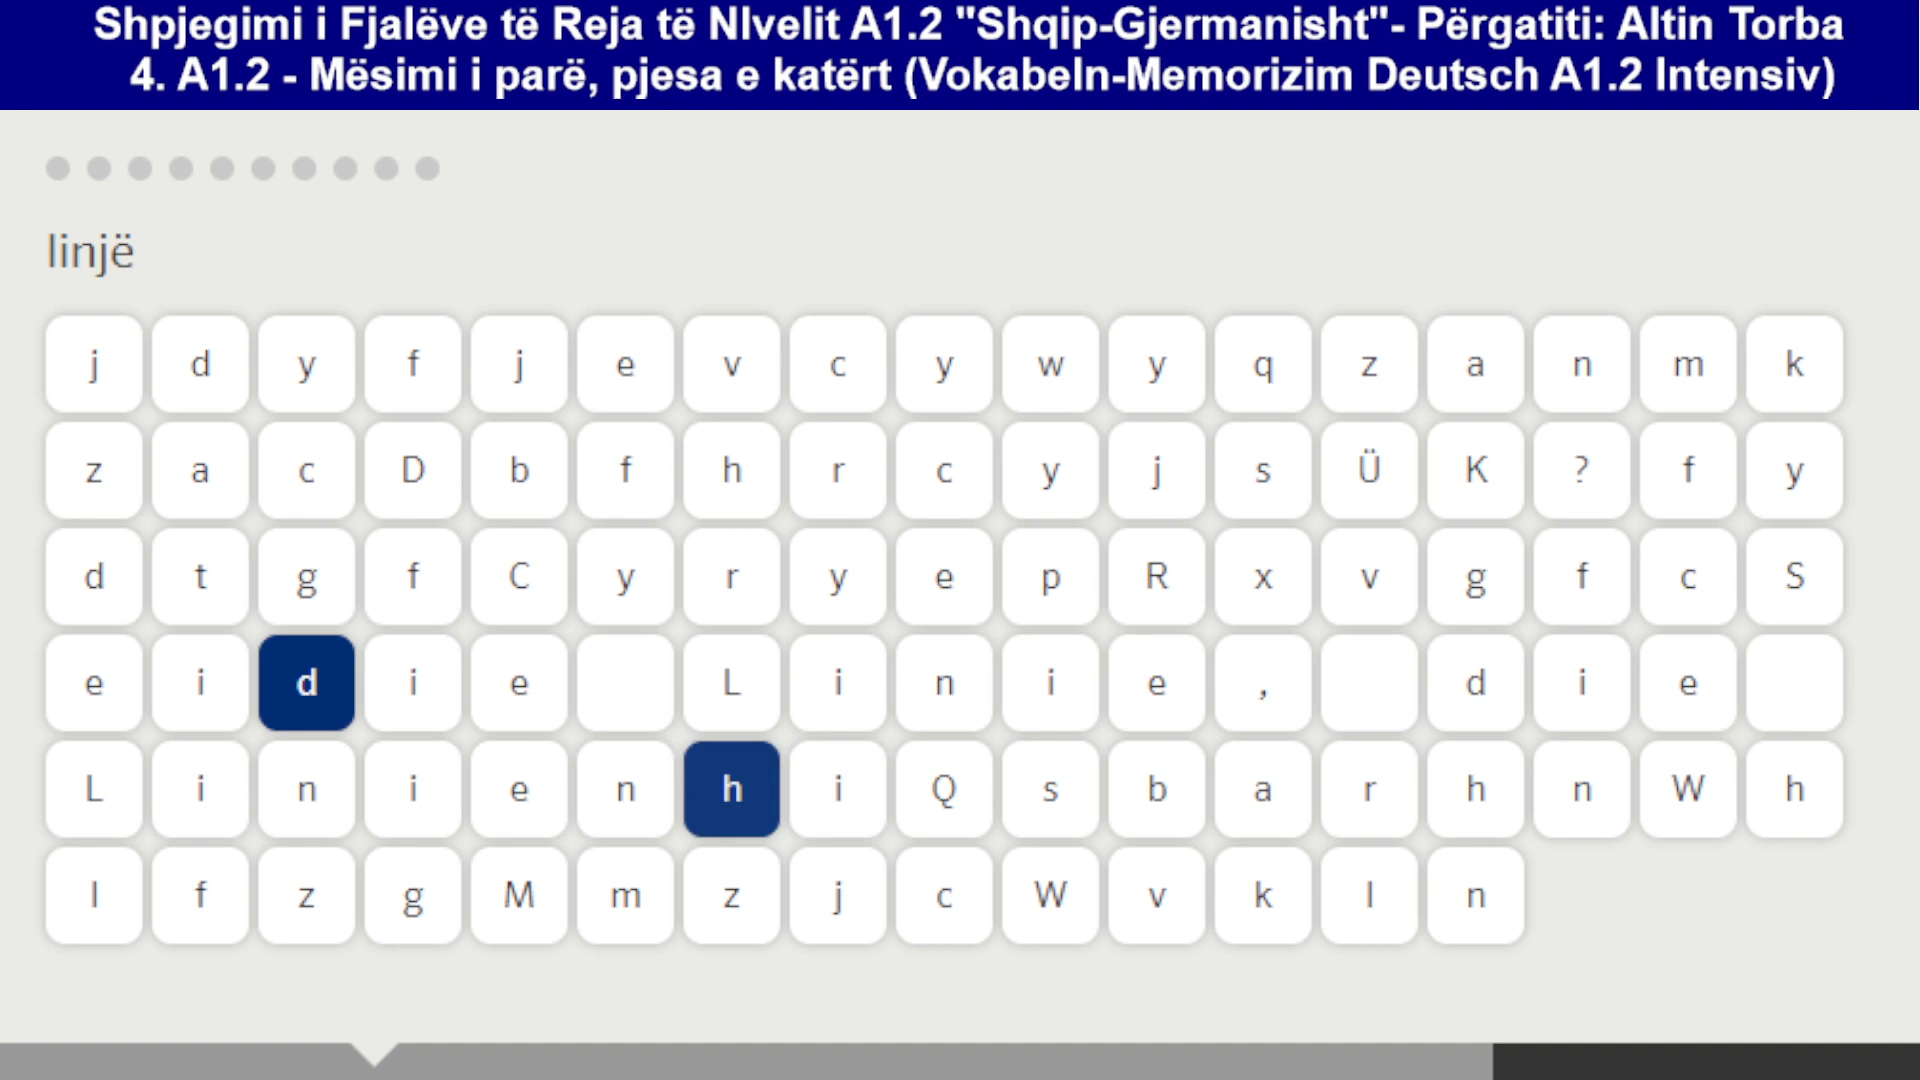 Shpjegimi i Fjalëve të Reja të NIvelit A1.2 "Shqip-Gjermanisht"- Përgatiti: Altin Torba
4. A1.2 - Mësimi i parë, pjesa e katërt (Vokabeln-Memorizim Deutsch A1.2 Intensiv)
linjë
j d y f j e v c y w y q z a n m k
z a c D b f h r c y j s Ü K ? f y
d t g f C y r y e p R x v g f c S
e i d i e L i n i e , d i e
L i n i e n h i Q s b a r h n W h
l f z g M m z j c W v k l n